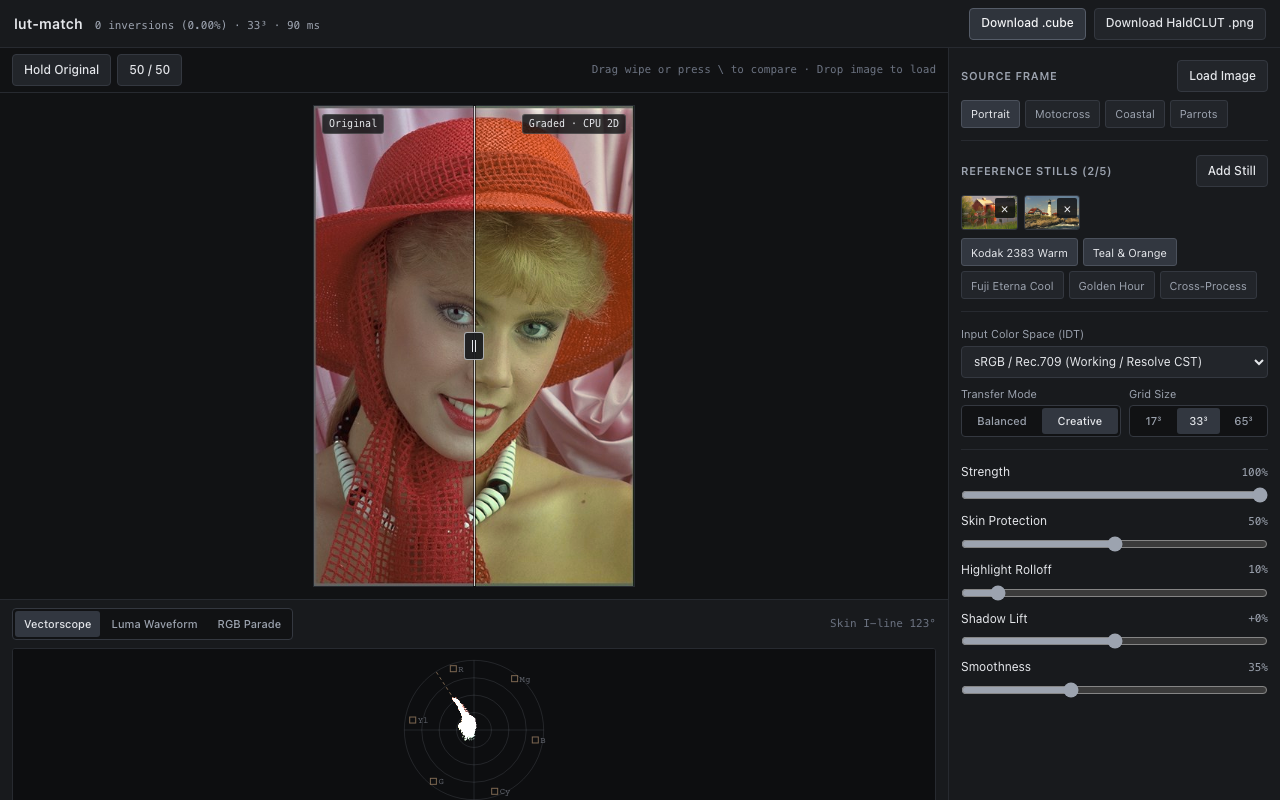 lut-match 0 inversions (0.00%) · 33³ · 90 ms
Download .cube
Download HaldCLUT .png
Hold Original
50 / 50
Drag wipe or press \ to compare · Drop image to load
Original
Graded · CPU 2D
SOURCE FRAME
Load Image
Portrait
Motocross
Coastal
Parrots
REFERENCE STILLS (2/5)
Add Still
×
×
Kodak 2383 Warm
Teal & Orange
Fuji Eterna Cool
Golden Hour
Cross-Process
Input Color Space (IDT)
sRGB / Rec.709 (Working / Resolve CST)
Transfer Mode
Grid Size
Balanced
Creative
17³
33³
65³
Strength 100%
Skin Protection 50%
Highlight Rolloff 10%
Shadow Lift +0%
Smoothness 35%
Vectorscope
Luma Waveform
RGB Parade
Skin I-line 123°
R
Mg
Yl
B
G
Cy